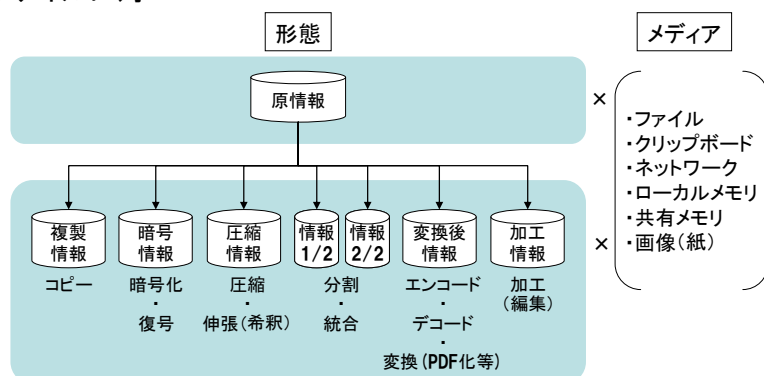 形態
メディア
原情報
×
・ファイル
・クリップボード
・ネットワーク
・ローカルメモリ
・共有メモリ
・画像(紙)
×
複製
情報
暗号
情報
圧縮
情報
情報
1/2
情報
2/2
変換後
情報
加工
情報
コピー
暗号化
・
復号
圧縮
・
伸張(希釈)
分割
・
統合
エンコード
・
デコード
・
変換(PDF化等)
加工
(編集)